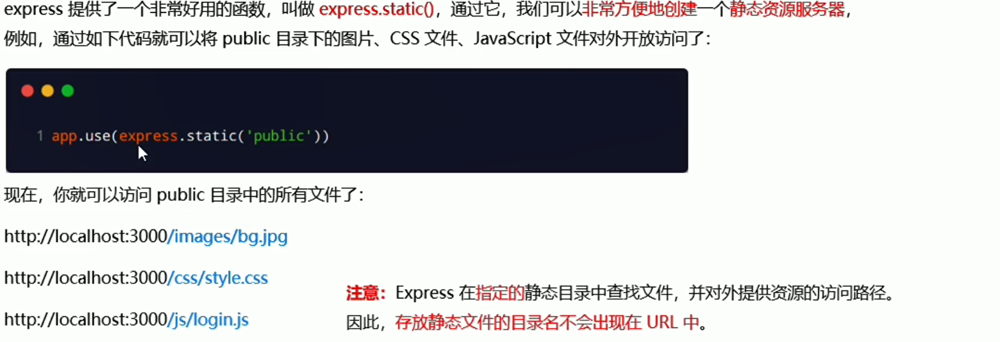 express 提供了一个非常好用的函数，叫做 express.static()，通过它，我们可以非常方便地创建一个静态资源服务器，
例如，通过如下代码就可以将 public 目录下的图片、CSS 文件、JavaScript 文件对外开放访问了：
1 app.use(express.static('public'))
现在，你就可以访问 public 目录中的所有文件了：
http://localhost:3000/images/bg.jpg
http://localhost:3000/css/style.css
http://localhost:3000/js/login.js
注意：Express 在指定的静态目录中查找文件，并对外提供资源的访问路径。
因此，存放静态文件的目录名不会出现在 URL 中。